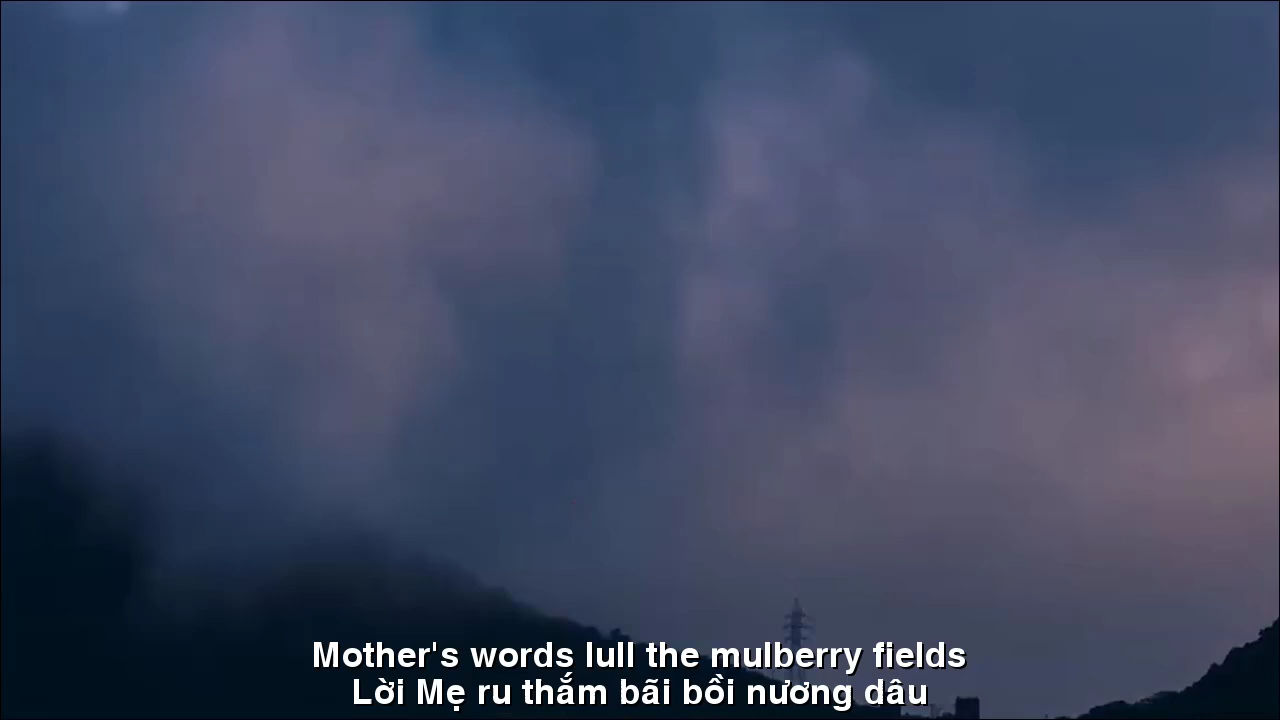 Mother's words lull the mulberry fields
Lời Mẹ ru thắm bãi bồi nương dâu